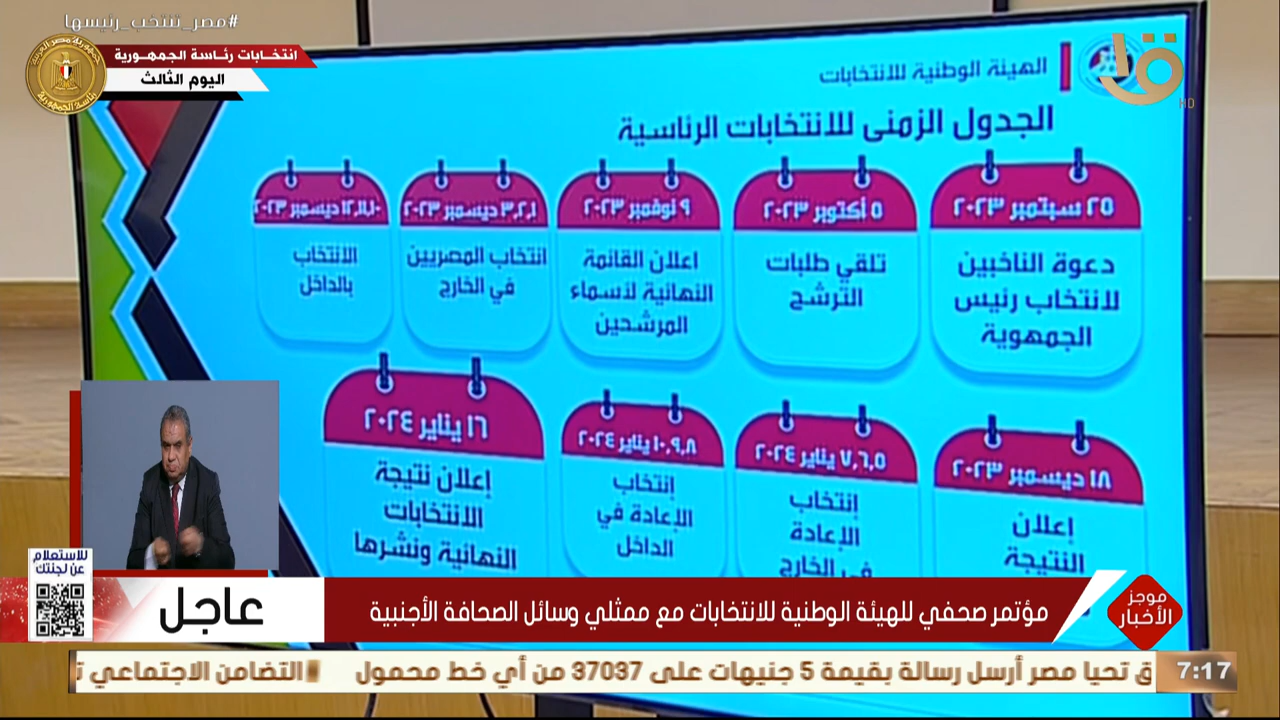 #مصر_تنتخب_رئيسها
انتخابات رئاسة الجمهورية
اليوم الثالث
HD
الهيئة الوطنية للانتخابات
الجدول الزمنى للانتخابات الرئاسية
٢٥ سبتمبر ٢٠٢٣
دعوة الناخبين
لانتخاب رئيس
الجمهوية
٥ أكتوبر ٢٠٢٣
تلقي طلبات
الترشح
٩ نوفمبر ٢٠٢٣
اعلان القائمة
النهائية لأسماء
المرشحين
٣,٢,١ ديسمبر ٢٠٢٣
انتخاب المصريين
في الخارج
١٢,١١,١٠ ديسمبر ٢٠٢٣
الانتخاب
بالداخل
١٨ ديسمبر ٢٠٢٣
إعلان
النتيجة
٧,٦,٥ يناير ٢٠٢٤
إنتخاب
الإعادة
في الخارج
١٠,٩,٨ يناير ٢٠٢٤
إنتخاب
الإعادة في
الداخل
١٦ يناير ٢٠٢٤
إعلان نتيجة
الانتخابات
النهائية ونشرها
للاستعلام
عن لجنتك
موجز
الأخبار
مؤتمر صحفي للهيئة الوطنية للانتخابات مع ممثلي وسائل الصحافة الأجنبية
عاجل
7:17
ق تحيا مصر أرسل رسالة بقيمة 5 جنيهات على 37037 من أي خط محمول
التضامن الاجتماعي